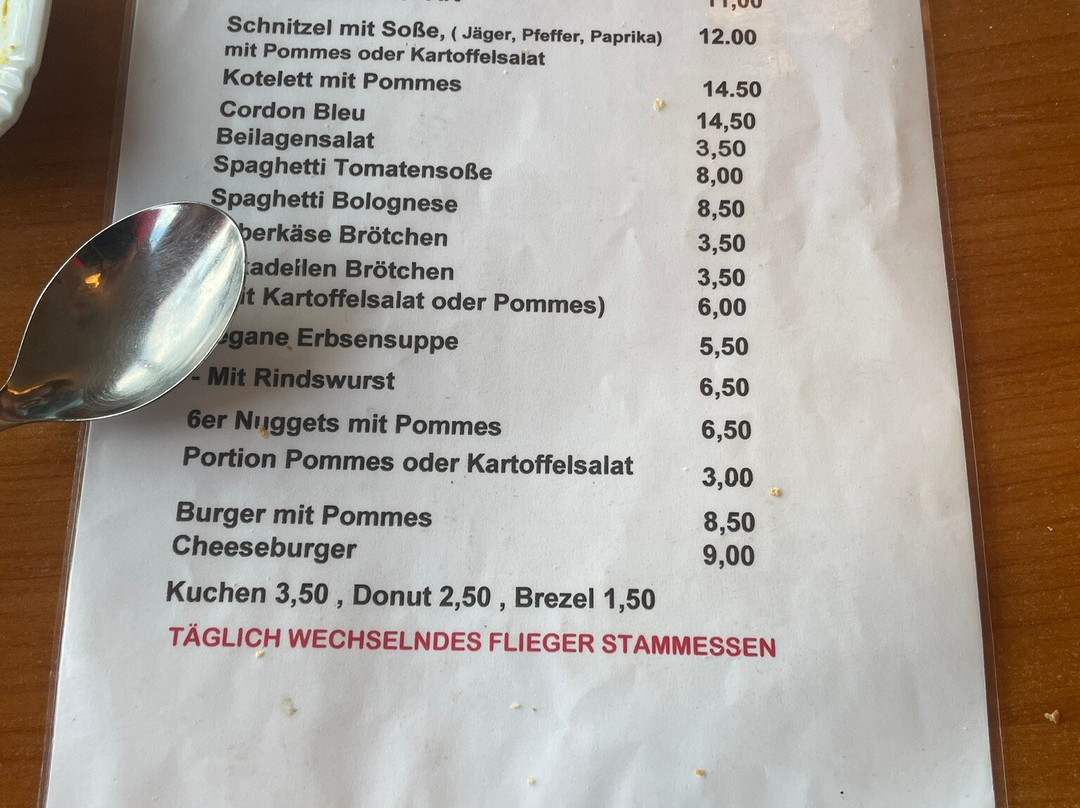 11,00
Schnitzel mit Soße, ( Jäger, Pfeffer, Paprika) 12.00
mit Pommes oder Kartoffelsalat
Kotelett mit Pommes 14.50
Cordon Bleu 14,50
Beilagensalat 3,50
Spaghetti Tomatensoße 8,00
Spaghetti Bolognese 8,50
Brötchen 3,50
Brötchen 3,50
Kartoffelsalat oder Pommes) 6,00
Erbsensuppe 5,50
- Mit Rindswurst 6,50
6er Nuggets mit Pommes 6,50
Portion Pommes oder Kartoffelsalat 3,00
Burger mit Pommes 8,50
Cheeseburger 9,00
Kuchen 3,50 , Donut 2,50 , Brezel 1,50
TÄGLICH WECHSELNDES FLIEGER STAMMESSEN